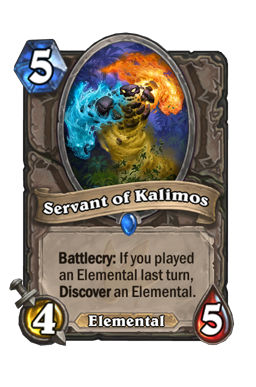 5
Servant of Kalimos
Battlecry: If you played
an Elemental last turn,
Discover an Elemental.
4
Elemental
5